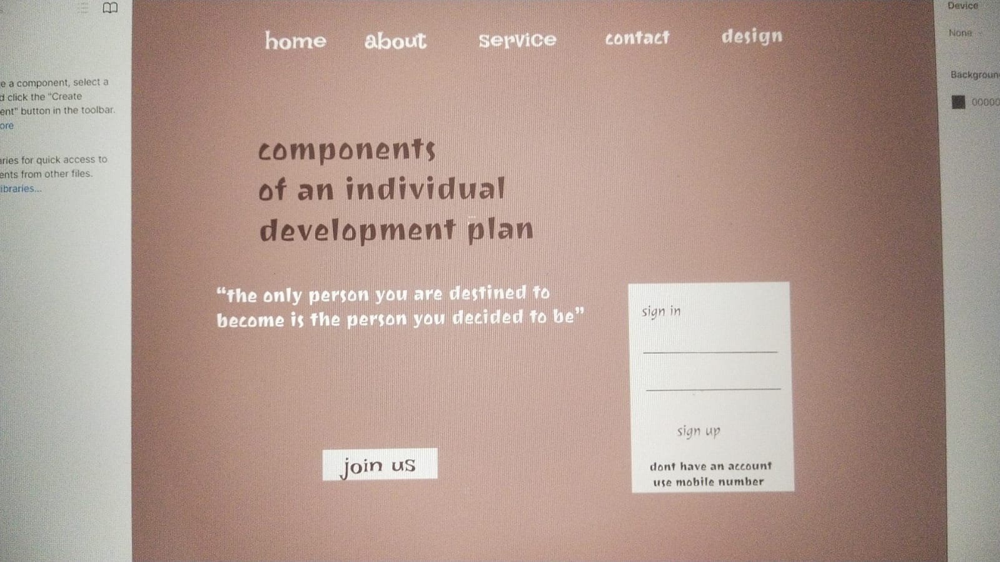 home about service contact design
components
of an individual
development plan
“the only person you are destined to
become is the person you decided to be”
join us
sign in
sign up
dont have an account
use mobile number
e a component, select a
d click the "Create
ent" button in the toolbar.
ore
aries for quick access to
ents from other files.
ibraries...
Device
None
Backgroun
00000